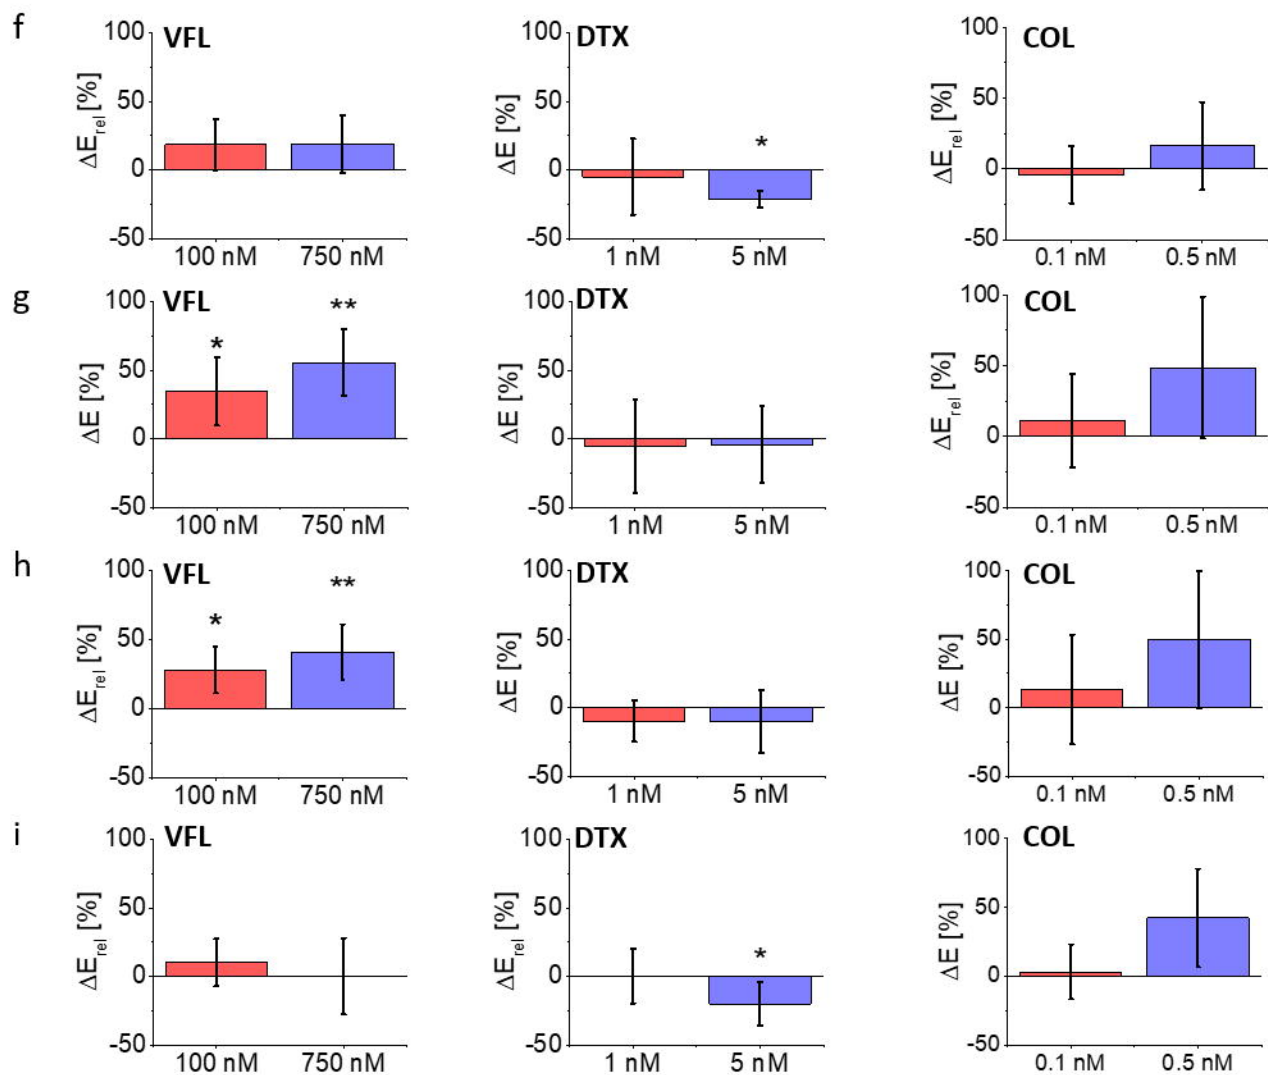 f
VFL
100
50
0
-50
ΔE_rel [%]
100 nM 750 nM
DTX
100
50
0
-50
ΔE [%]
*
1 nM 5 nM
COL
100
50
0
-50
ΔE_rel [%]
0.1 nM 0.5 nM
g
VFL
100
50
0
-50
ΔE [%]
* **
100 nM 750 nM
DTX
100
50
0
-50
ΔE [%]
1 nM 5 nM
COL
100
50
0
-50
ΔE_rel [%]
0.1 nM 0.5 nM
h
VFL
100
50
0
-50
ΔE_rel [%]
* **
100 nM 750 nM
DTX
100
50
0
-50
ΔE [%]
1 nM 5 nM
COL
100
50
0
-50
ΔE [%]
0.1 nM 0.5 nM
i
VFL
100
50
0
-50
ΔE_rel [%]
100 nM 750 nM
DTX
100
50
0
-50
ΔE_rel [%]
*
1 nM 5 nM
COL
100
50
0
-50
ΔE [%]
0.1 nM 0.5 nM